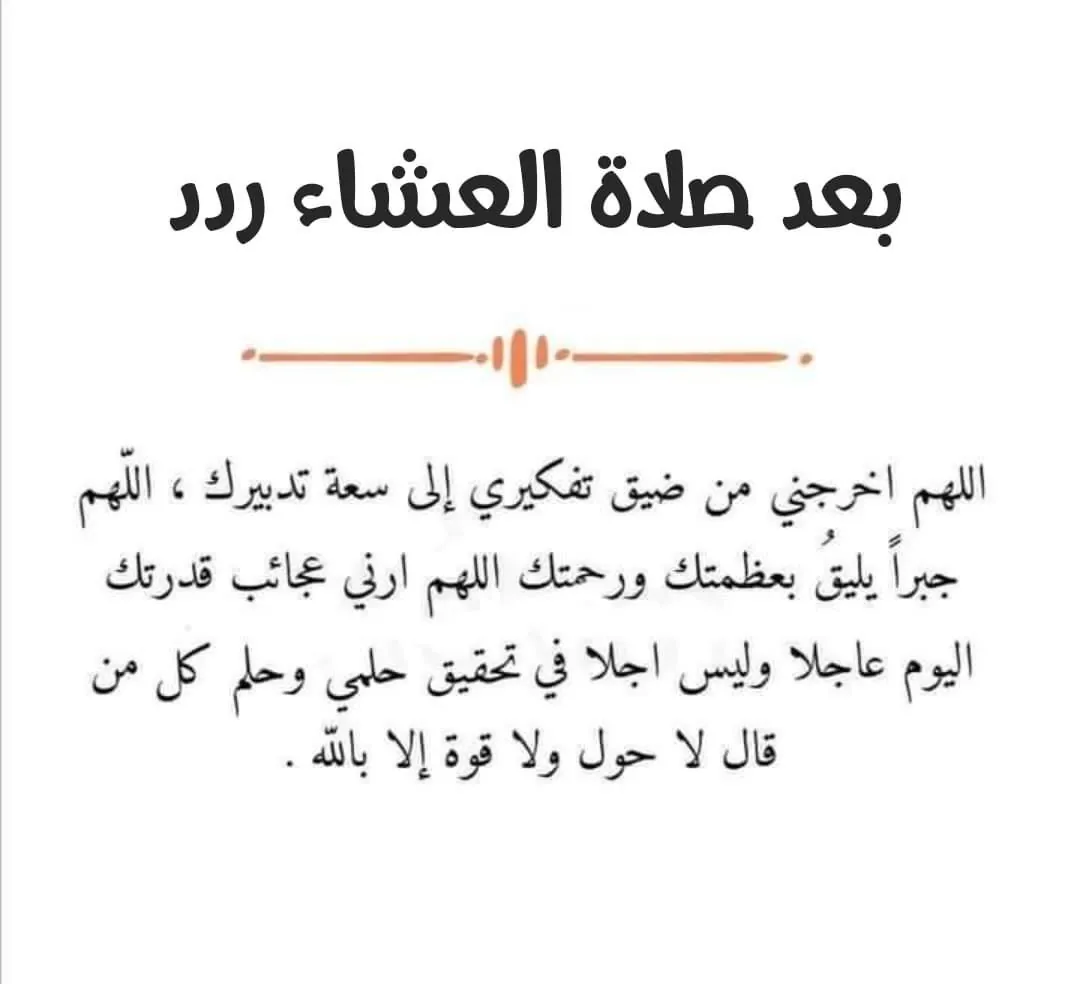 بعد صلاة العشاء ردد
اللهم اخرجني من ضيق تفكيري إلى سعة تدبيرك ، اللّهم
جبراً يليقُ بعظمتك ورحمتك اللهم ارني عجائب قدرتك
اليوم عاجلا وليس اجلا في تحقيق حلمي وحلم كل من
قال لا حول ولا قوة إلا بالله .